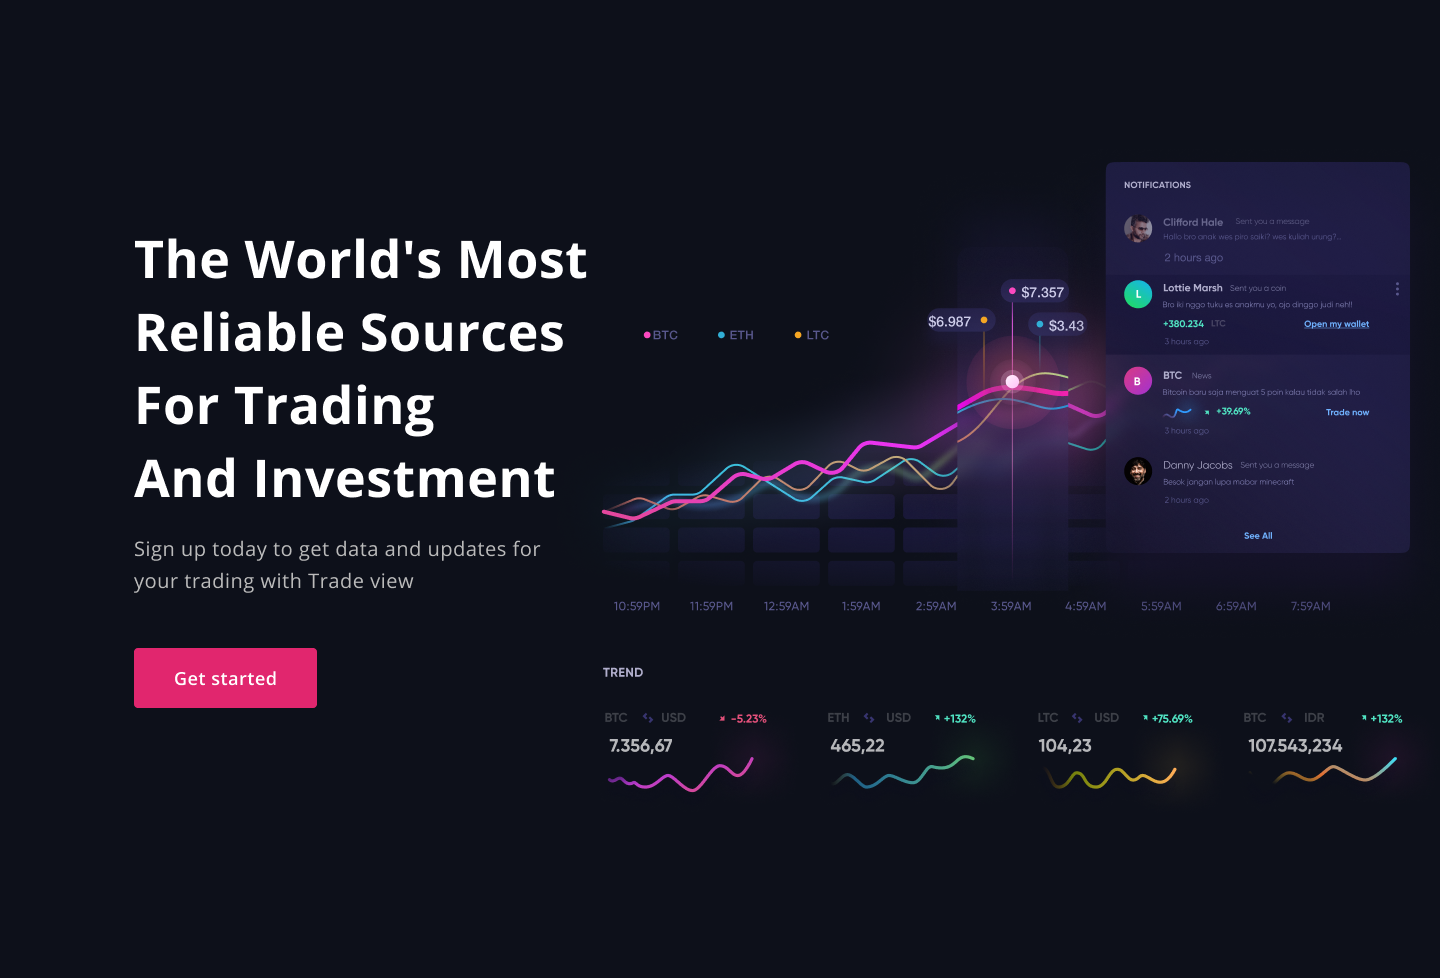 The World's Most
Reliable Sources
For Trading
And Investment
Sign up today to get data and updates for
your trading with Trade view
Get started
BTC ETH LTC
$7.357
$6.987
$3.43
10:59PM 11:59PM 12:59AM 1:59AM 2:59AM 3:59AM 4:59AM 5:59AM 6:59AM 7:59AM
NOTIFICATIONS
Clifford Hale Sent you a message
Hallo bro anak wes piro saiki? wes kuliah urung?...
2 hours ago
L
Lottie Marsh Sent you a coin
Bro iki nggo tuku es anakmu yo, ojo dinggo judi neh!!
+380.234 LTC Open my wallet
3 hours ago
B
BTC News
Bitcoin baru saja menguat 5 poin kalau tidak salah lho
+39.69% Trade now
3 hours ago
Danny Jacobs Sent you a message
Besok jangan lupa mabar minecraft
2 hours ago
See All
TREND
BTC USD -5.23%
7.356,67
ETH USD +132%
465,22
LTC USD +75.69%
104,23
BTC IDR +132%
107.543,234